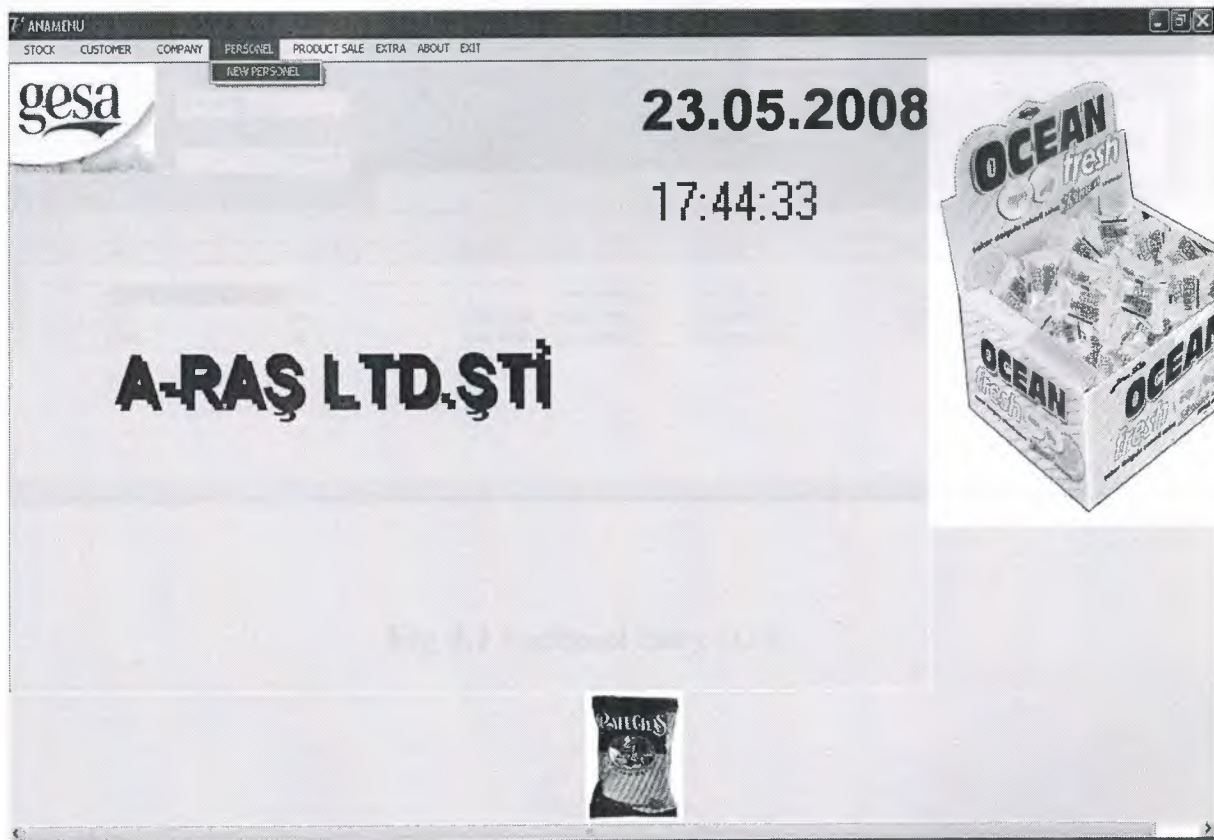 ANAMENU
STOCK CUSTOMER COMPANY PERSONEL PRODUCT SALE EXTRA ABOUT EXIT
NEW PERSONEL
gesa
23.05.2008
17:44:33
A-RAŞ LTD.ŞTİ
OCEAN
fresh
OCEAN
fresh
OCEAN
fresh